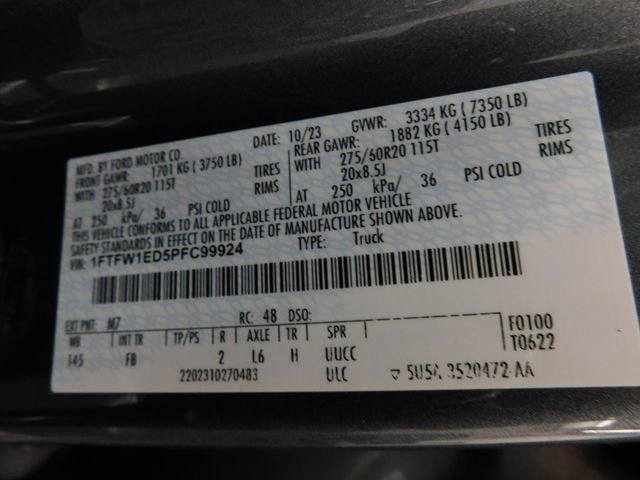 MFD. BY FORD MOTOR CO. DATE: 10/23 GVWR: 3334 KG ( 7350 LB)
FRONT GAWR: 1701 KG ( 3750 LB) REAR GAWR: 1882 KG ( 4150 LB)
WITH 275/60R20 115T TIRES WITH 275/60R20 115T TIRES
20x8.5J RIMS 20x8.5J RIMS
AT 250 kPa/ 36 PSI COLD AT 250 kPa/ 36 PSI COLD
THIS VEHICLE CONFORMS TO ALL APPLICABLE FEDERAL MOTOR VEHICLE
SAFETY STANDARDS IN EFFECT ON THE DATE OF MANUFACTURE SHOWN ABOVE.
VIN: 1FTFW1ED5PFC99924 TYPE: Truck
EXT PNT: M7 RC: 48 DSO: F0100
WB INT TR TP/PS R AXLE TR SPR T0622
145 FB 2 L6 H UUCC
2202310270483 ULC 5U5A 3520472 AA